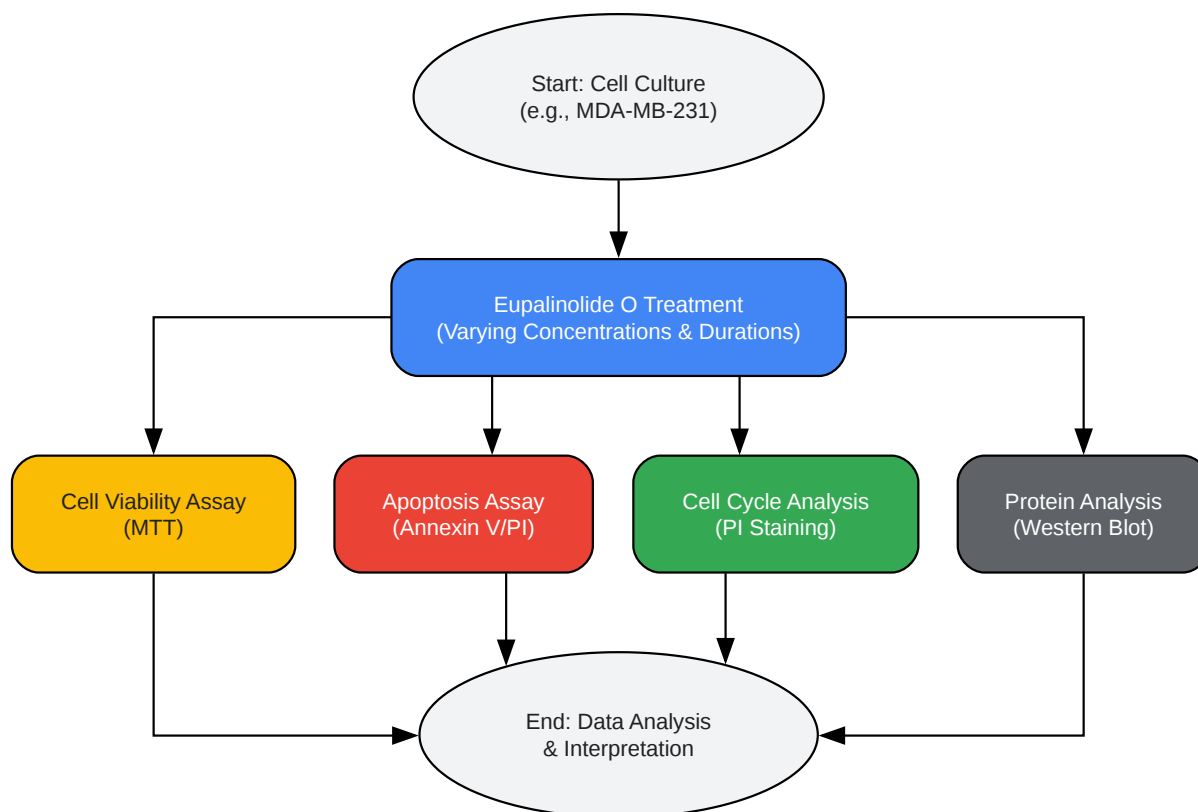 Start: Cell Culture
(e.g., MDA-MB-231)
Eupalinolide O Treatment
(Varying Concentrations & Durations)
Cell Viability Assay
(MTT)
Apoptosis Assay
(Annexin V/PI)
Cell Cycle Analysis
(PI Staining)
Protein Analysis
(Western Blot)
End: Data Analysis
& Interpretation